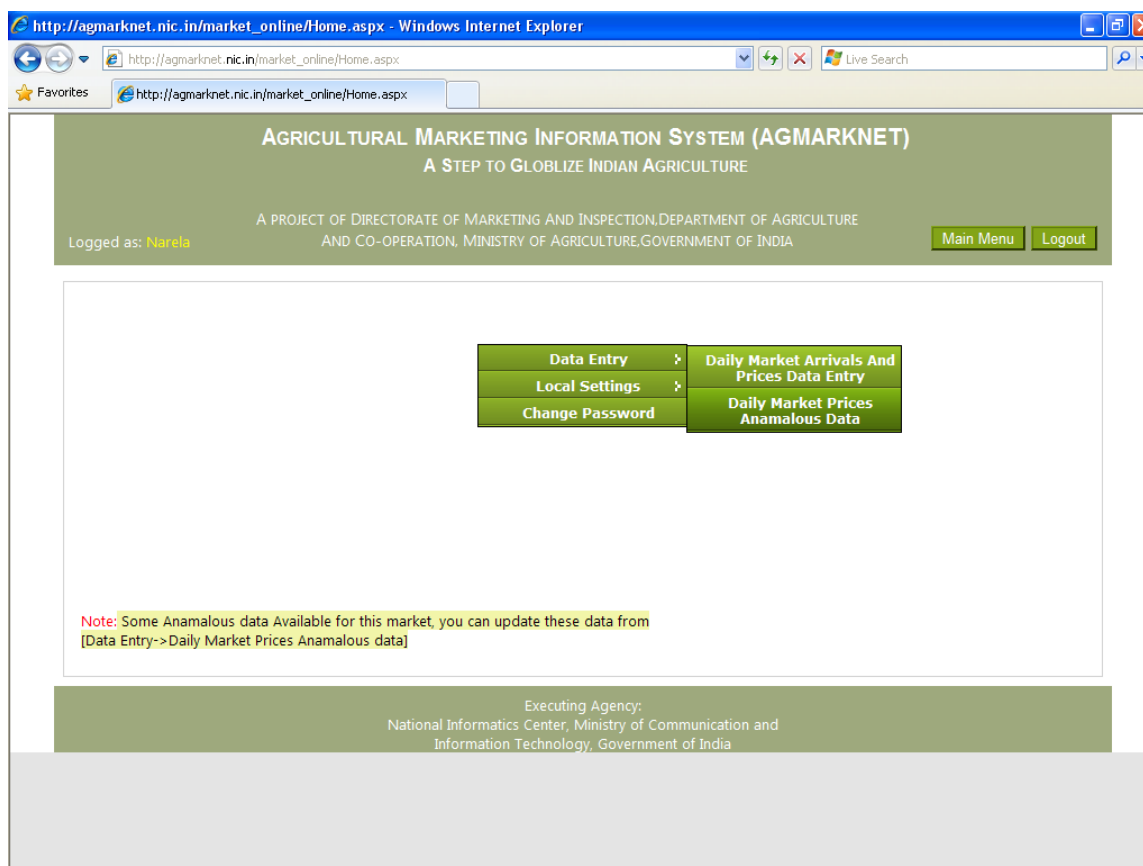 http://agmarknet.nic.in/market_online/Home.aspx - Windows Internet Explorer
http://agmarknet.nic.in/market_online/Home.aspx
Live Search
Favorites
http://agmarknet.nic.in/market_online/Home.aspx
AGRICULTURAL MARKETING INFORMATION SYSTEM (AGMARKNET)
A STEP TO GLOBLIZE INDIAN AGRICULTURE
A PROJECT OF DIRECTORATE OF MARKETING AND INSPECTION,DEPARTMENT OF AGRICULTURE
AND CO-OPERATION, MINISTRY OF AGRICULTURE,GOVERNMENT OF INDIA
Logged as: Narela
Main Menu
Logout
Data Entry
Local Settings
Change Password
Daily Market Arrivals And
Prices Data Entry
Daily Market Prices
Anamalous Data
Note: Some Anamalous data Available for this market, you can update these data from
[Data Entry->Daily Market Prices Anamalous data]
Executing Agency:
National Informatics Center, Ministry of Communication and
Information Technology, Government of India